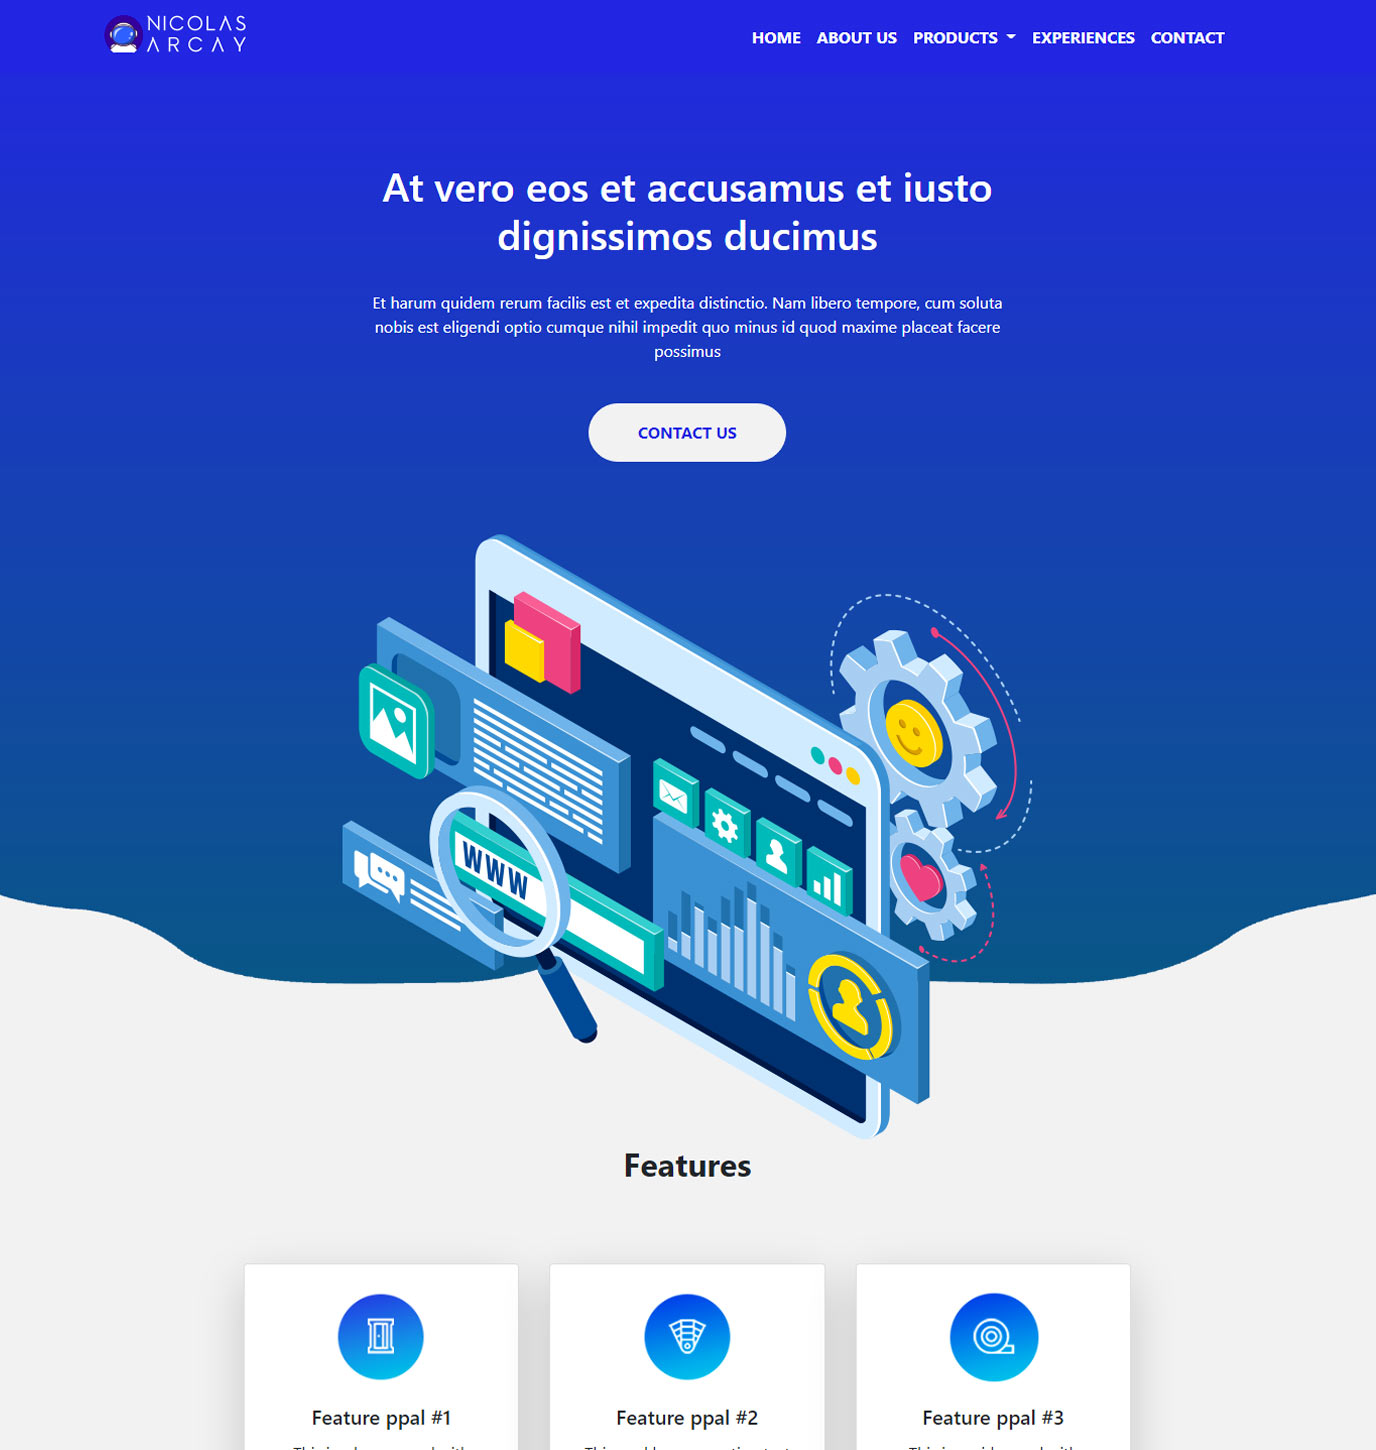 NICOLAS
ARCAY
HOME ABOUT US PRODUCTS EXPERIENCES CONTACT
At vero eos et accusamus et iusto
dignissimos ducimus
Et harum quidem rerum facilis est et expedita distinctio. Nam libero tempore, cum soluta
nobis est eligendi optio cumque nihil impedit quo minus id quod maxime placeat facere
possimus
CONTACT US
WWW
Features
Feature ppal #1
Feature ppal #2
Feature ppal #3